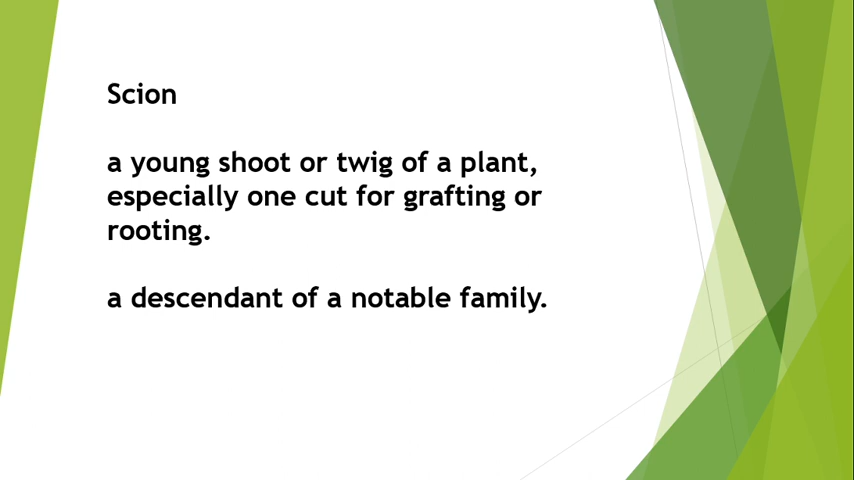 Scion
a young shoot or twig of a plant,
especially one cut for grafting or
rooting.
a descendant of a notable family.